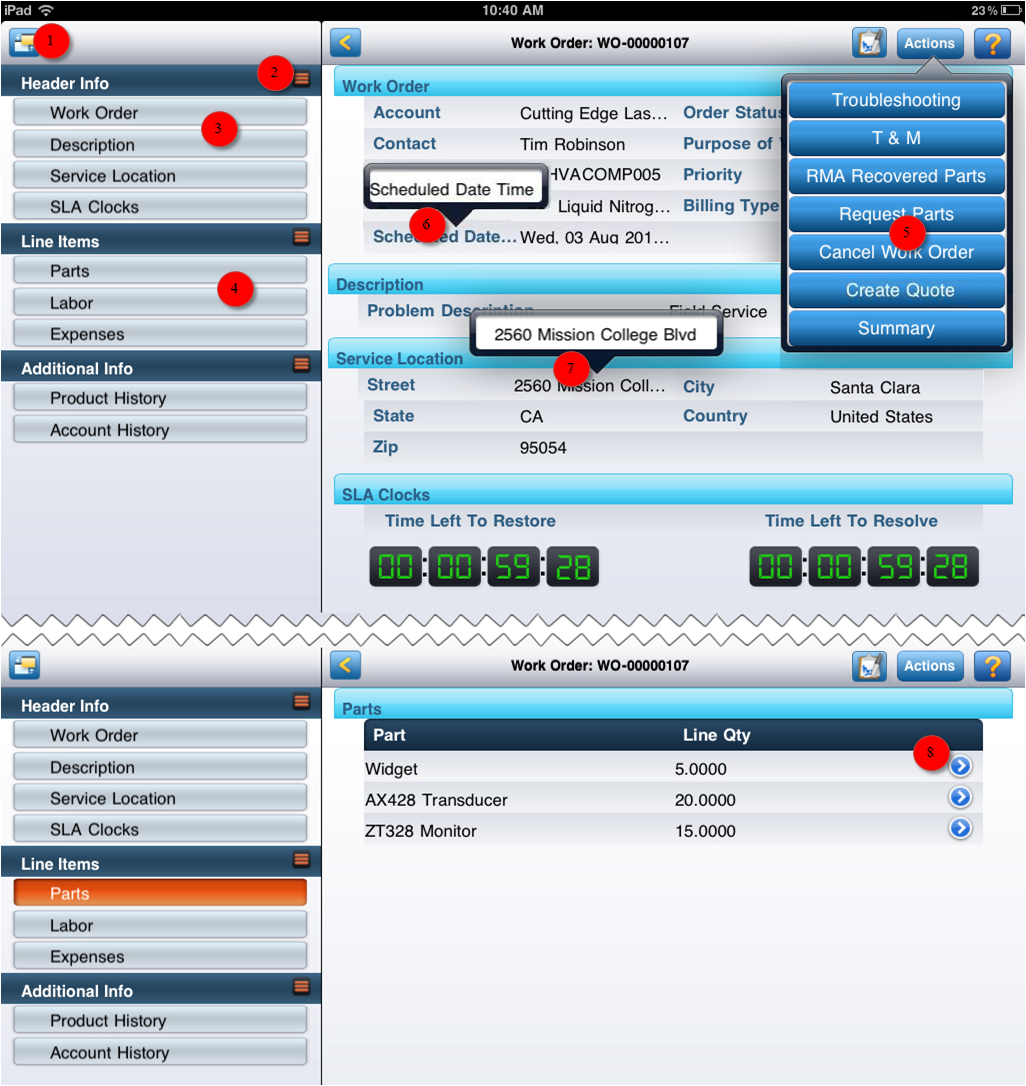 iPad 10:40 AM 23%
1 Work Order: WO-00000107 Actions ?
2
Header Info
Work Order
3
Description
Service Location
SLA Clocks
Line Items
Parts
4
Labor
Expenses
Additional Info
Product History
Account History
Work Order
Account Cutting Edge Las... Order Status
Contact Tim Robinson Purpose of
HVACOMP005 Priority
Liquid Nitrog... Billing Type
Scheduled Date Time
6
Scheduled Date... Wed, 03 Aug 201...
Troubleshooting
T & M
RMA Recovered Parts
Request Parts
5
Cancel Work Order
Create Quote
Summary
Description
Problem Description Field Service
2560 Mission College Blvd
Service Location
7
Street 2560 Mission Coll... City Santa Clara
State CA Country United States
Zip 95054
SLA Clocks
Time Left To Restore Time Left To Resolve
00:00:59:28 00:00:59:28
Work Order: WO-00000107 Actions ?
Header Info
Work Order
Description
Service Location
SLA Clocks
Line Items
Parts
Labor
Expenses
Additional Info
Product History
Account History
Parts
Part Line Qty
8
Widget 5.0000
AX428 Transducer 20.0000
ZT328 Monitor 15.0000